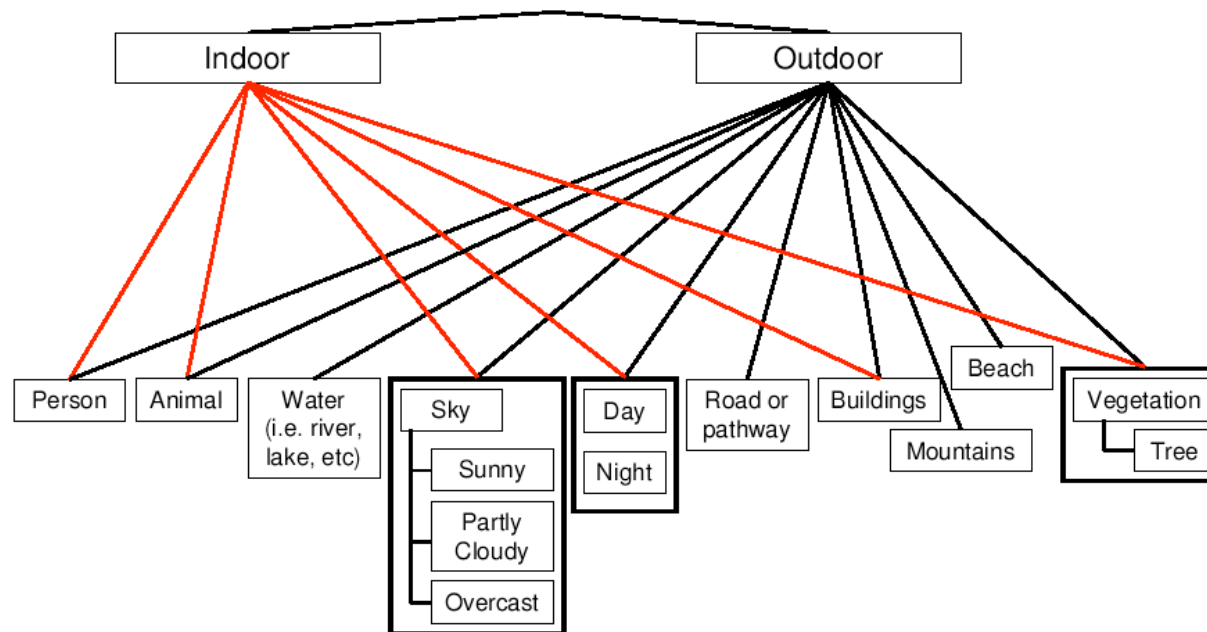 Indoor
Outdoor
Person
Animal
Water
(i.e. river,
lake, etc)
Sky
Sunny
Partly
Cloudy
Overcast
Day
Night
Road or
pathway
Buildings
Mountains
Beach
Vegetation
Tree